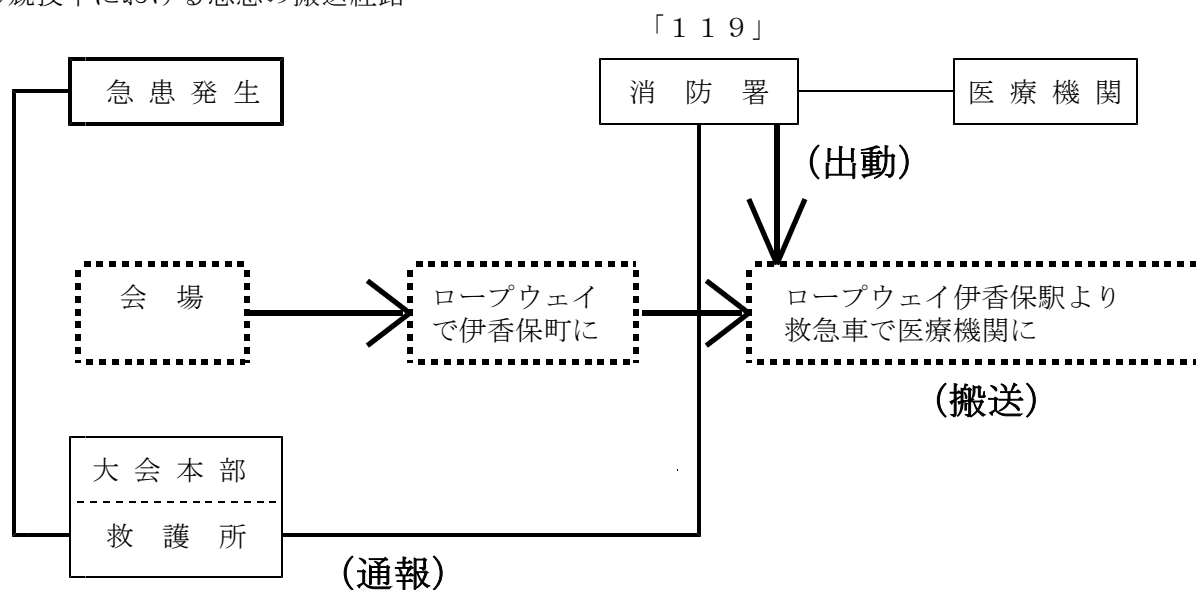 競技中における急患の搬送経路
「１１９」
急患発生
消防署
医療機関
（出動）
会場
ロープウェイ
で伊香保町に
ロープウェイ伊香保駅より
救急車で医療機関に
（搬送）
大会本部
救護所
（通報）